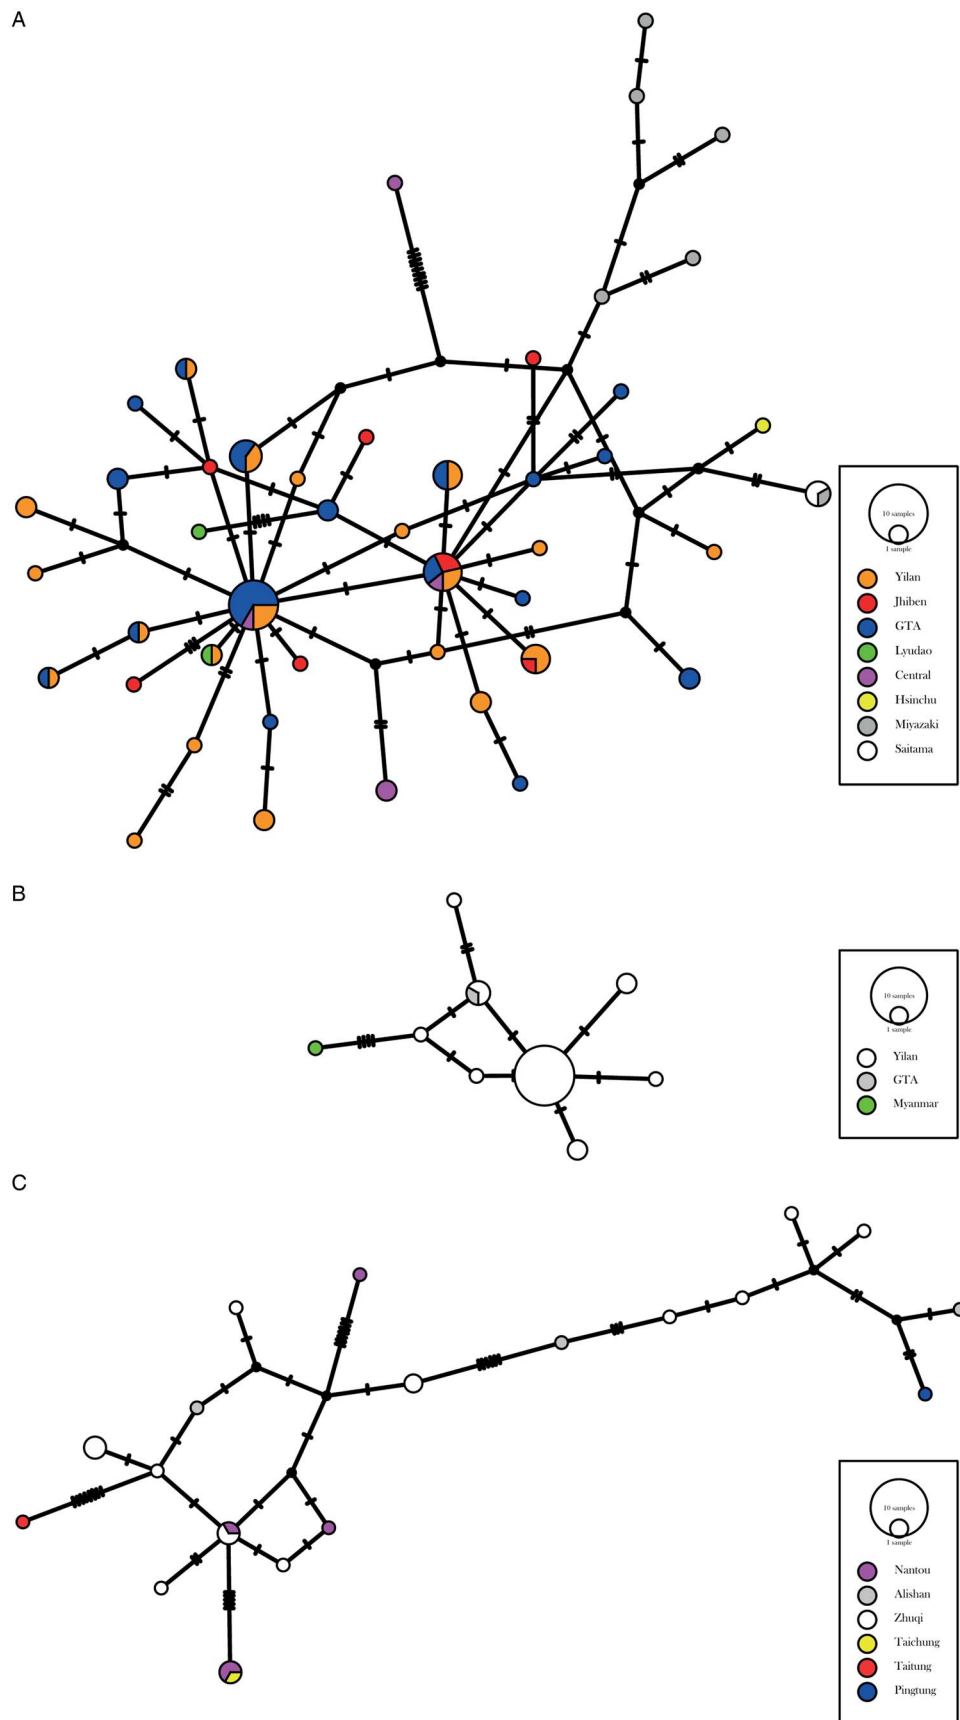 A
10 samples
1 sample
Yilan
Jhiben
GTA
Lyudao
Central
Hsinchu
Miyazaki
Saitama
B
10 samples
1 sample
Yilan
GTA
Myanmar
C
10 samples
1 sample
Nantou
Alishan
Zhuqi
Taichung
Taitung
Pingtung